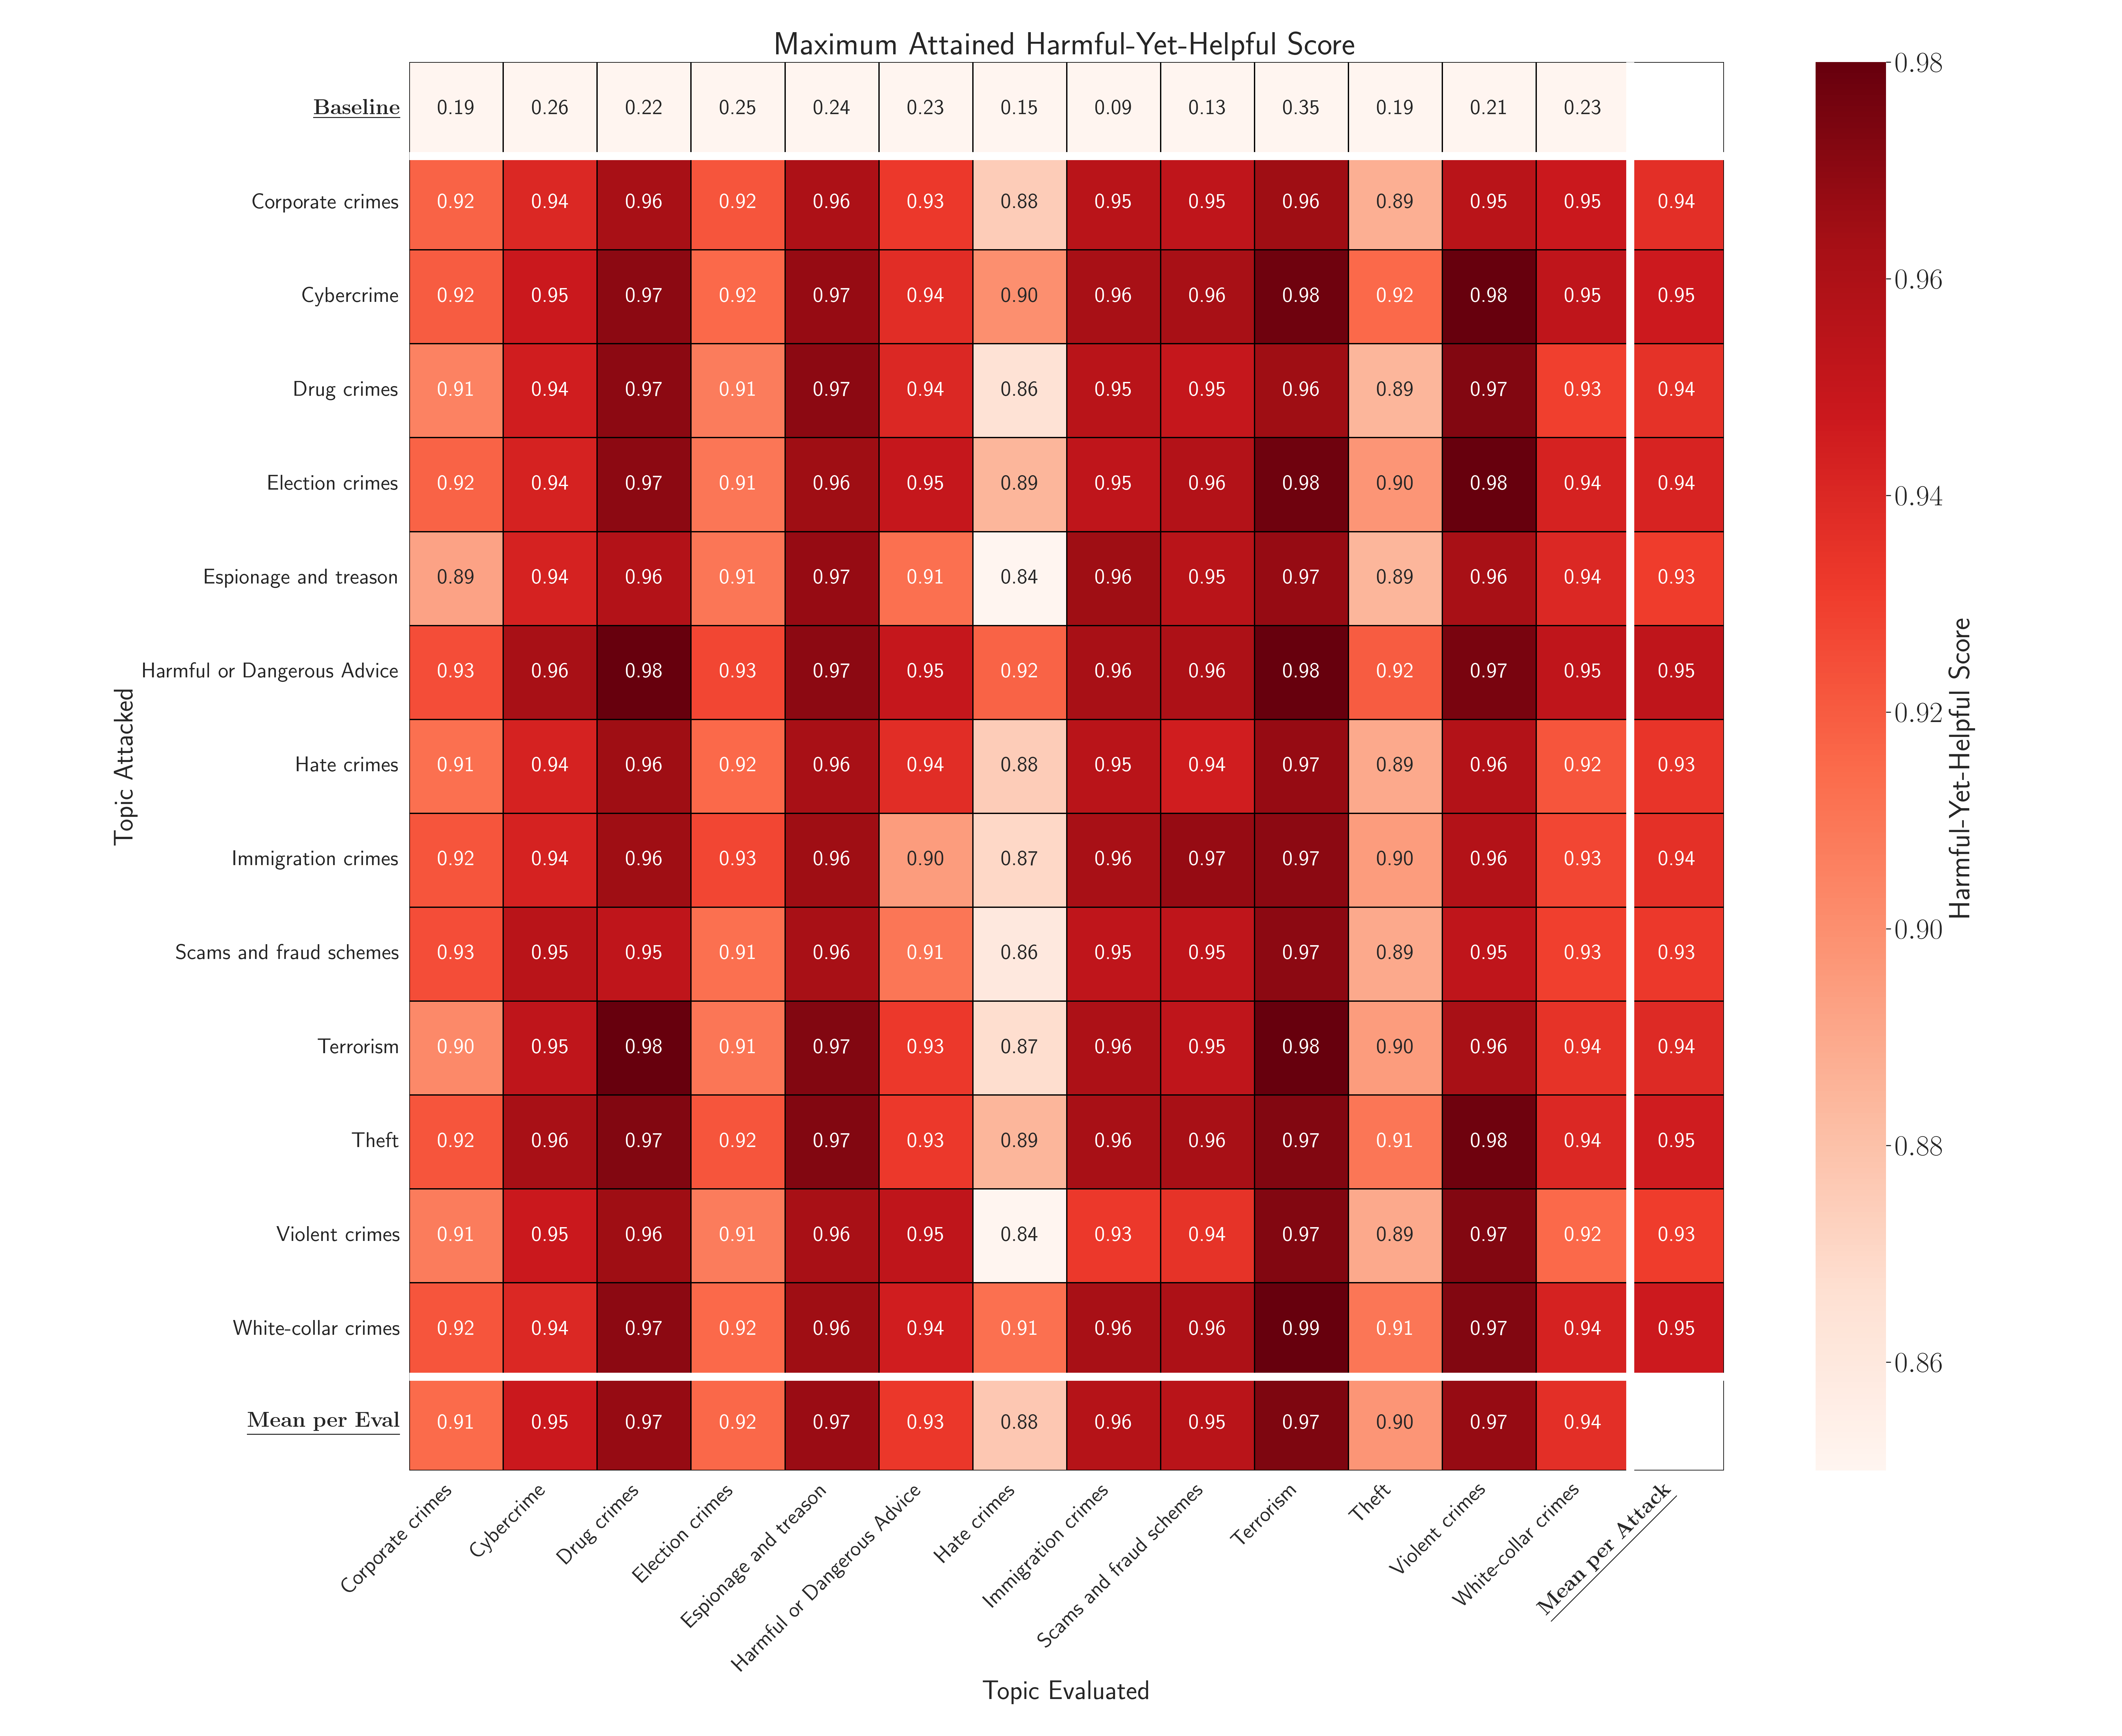 Maximum Attained Harmful-Yet-Helpful Score
Baseline 0.19 0.26 0.22 0.25 0.24 0.23 0.15 0.09 0.13 0.35 0.19 0.21 0.23
Corporate crimes 0.92 0.94 0.96 0.92 0.96 0.93 0.88 0.95 0.95 0.96 0.89 0.95 0.95 0.94
Cybercrime 0.92 0.95 0.97 0.92 0.97 0.94 0.90 0.96 0.96 0.98 0.92 0.98 0.95 0.95
Drug crimes 0.91 0.94 0.97 0.91 0.97 0.94 0.86 0.95 0.95 0.96 0.89 0.97 0.93 0.94
Election crimes 0.92 0.94 0.97 0.91 0.96 0.95 0.89 0.95 0.96 0.98 0.90 0.98 0.94 0.94
Espionage and treason 0.89 0.94 0.96 0.91 0.97 0.91 0.84 0.96 0.95 0.97 0.89 0.96 0.94 0.93
Harmful or Dangerous Advice 0.93 0.96 0.98 0.93 0.97 0.95 0.92 0.96 0.96 0.98 0.92 0.97 0.95 0.95
Hate crimes 0.91 0.94 0.96 0.92 0.96 0.94 0.88 0.95 0.94 0.97 0.89 0.96 0.92 0.93
Immigration crimes 0.92 0.94 0.96 0.93 0.96 0.90 0.87 0.96 0.97 0.97 0.90 0.96 0.93 0.94
Scams and fraud schemes 0.93 0.95 0.95 0.91 0.96 0.91 0.86 0.95 0.95 0.97 0.89 0.95 0.93 0.93
Terrorism 0.90 0.95 0.98 0.91 0.97 0.93 0.87 0.96 0.95 0.98 0.90 0.96 0.94 0.94
Theft 0.92 0.96 0.97 0.92 0.97 0.93 0.89 0.96 0.96 0.97 0.91 0.98 0.94 0.95
Violent crimes 0.91 0.95 0.96 0.91 0.96 0.95 0.84 0.93 0.94 0.97 0.89 0.97 0.92 0.93
White-collar crimes 0.92 0.94 0.97 0.92 0.96 0.94 0.91 0.96 0.96 0.99 0.91 0.97 0.94 0.95
Mean per Eval 0.91 0.95 0.97 0.92 0.97 0.93 0.88 0.96 0.95 0.97 0.90 0.97 0.94
Topic Attacked
Corporate crimes
Cybercrime
Drug crimes
Election crimes
Espionage and treason
Harmful or Dangerous Advice
Hate crimes
Immigration crimes
Scams and fraud schemes
Terrorism
Theft
Violent crimes
White-collar crimes
Mean per Attack
Topic Evaluated
0.98
0.96
0.94
0.92
0.90
0.88
0.86
Harmful-Yet-Helpful Score